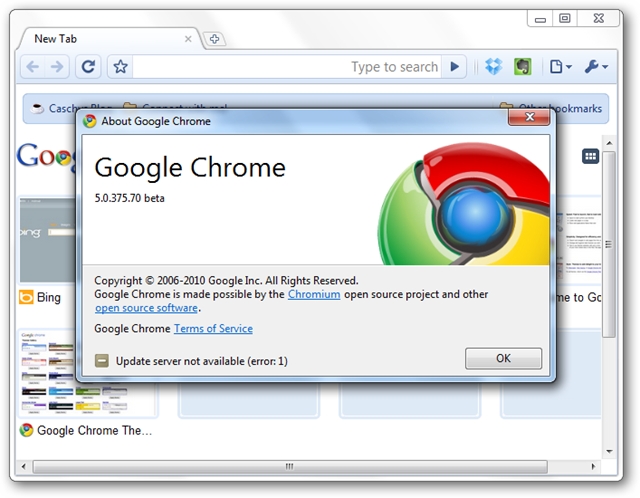 New Tab
Type to search
Caschys Blog
Connect with me!
Other bookmarks
About Google Chrome
Google Chrome
5.0.375.70 beta
Copyright © 2006-2010 Google Inc. All Rights Reserved.
Google Chrome is made possible by the Chromium open source project and other
open source software.
Google Chrome Terms of Service
Update server not available (error: 1)
OK
Bing
me to Go
Google Chrome The...